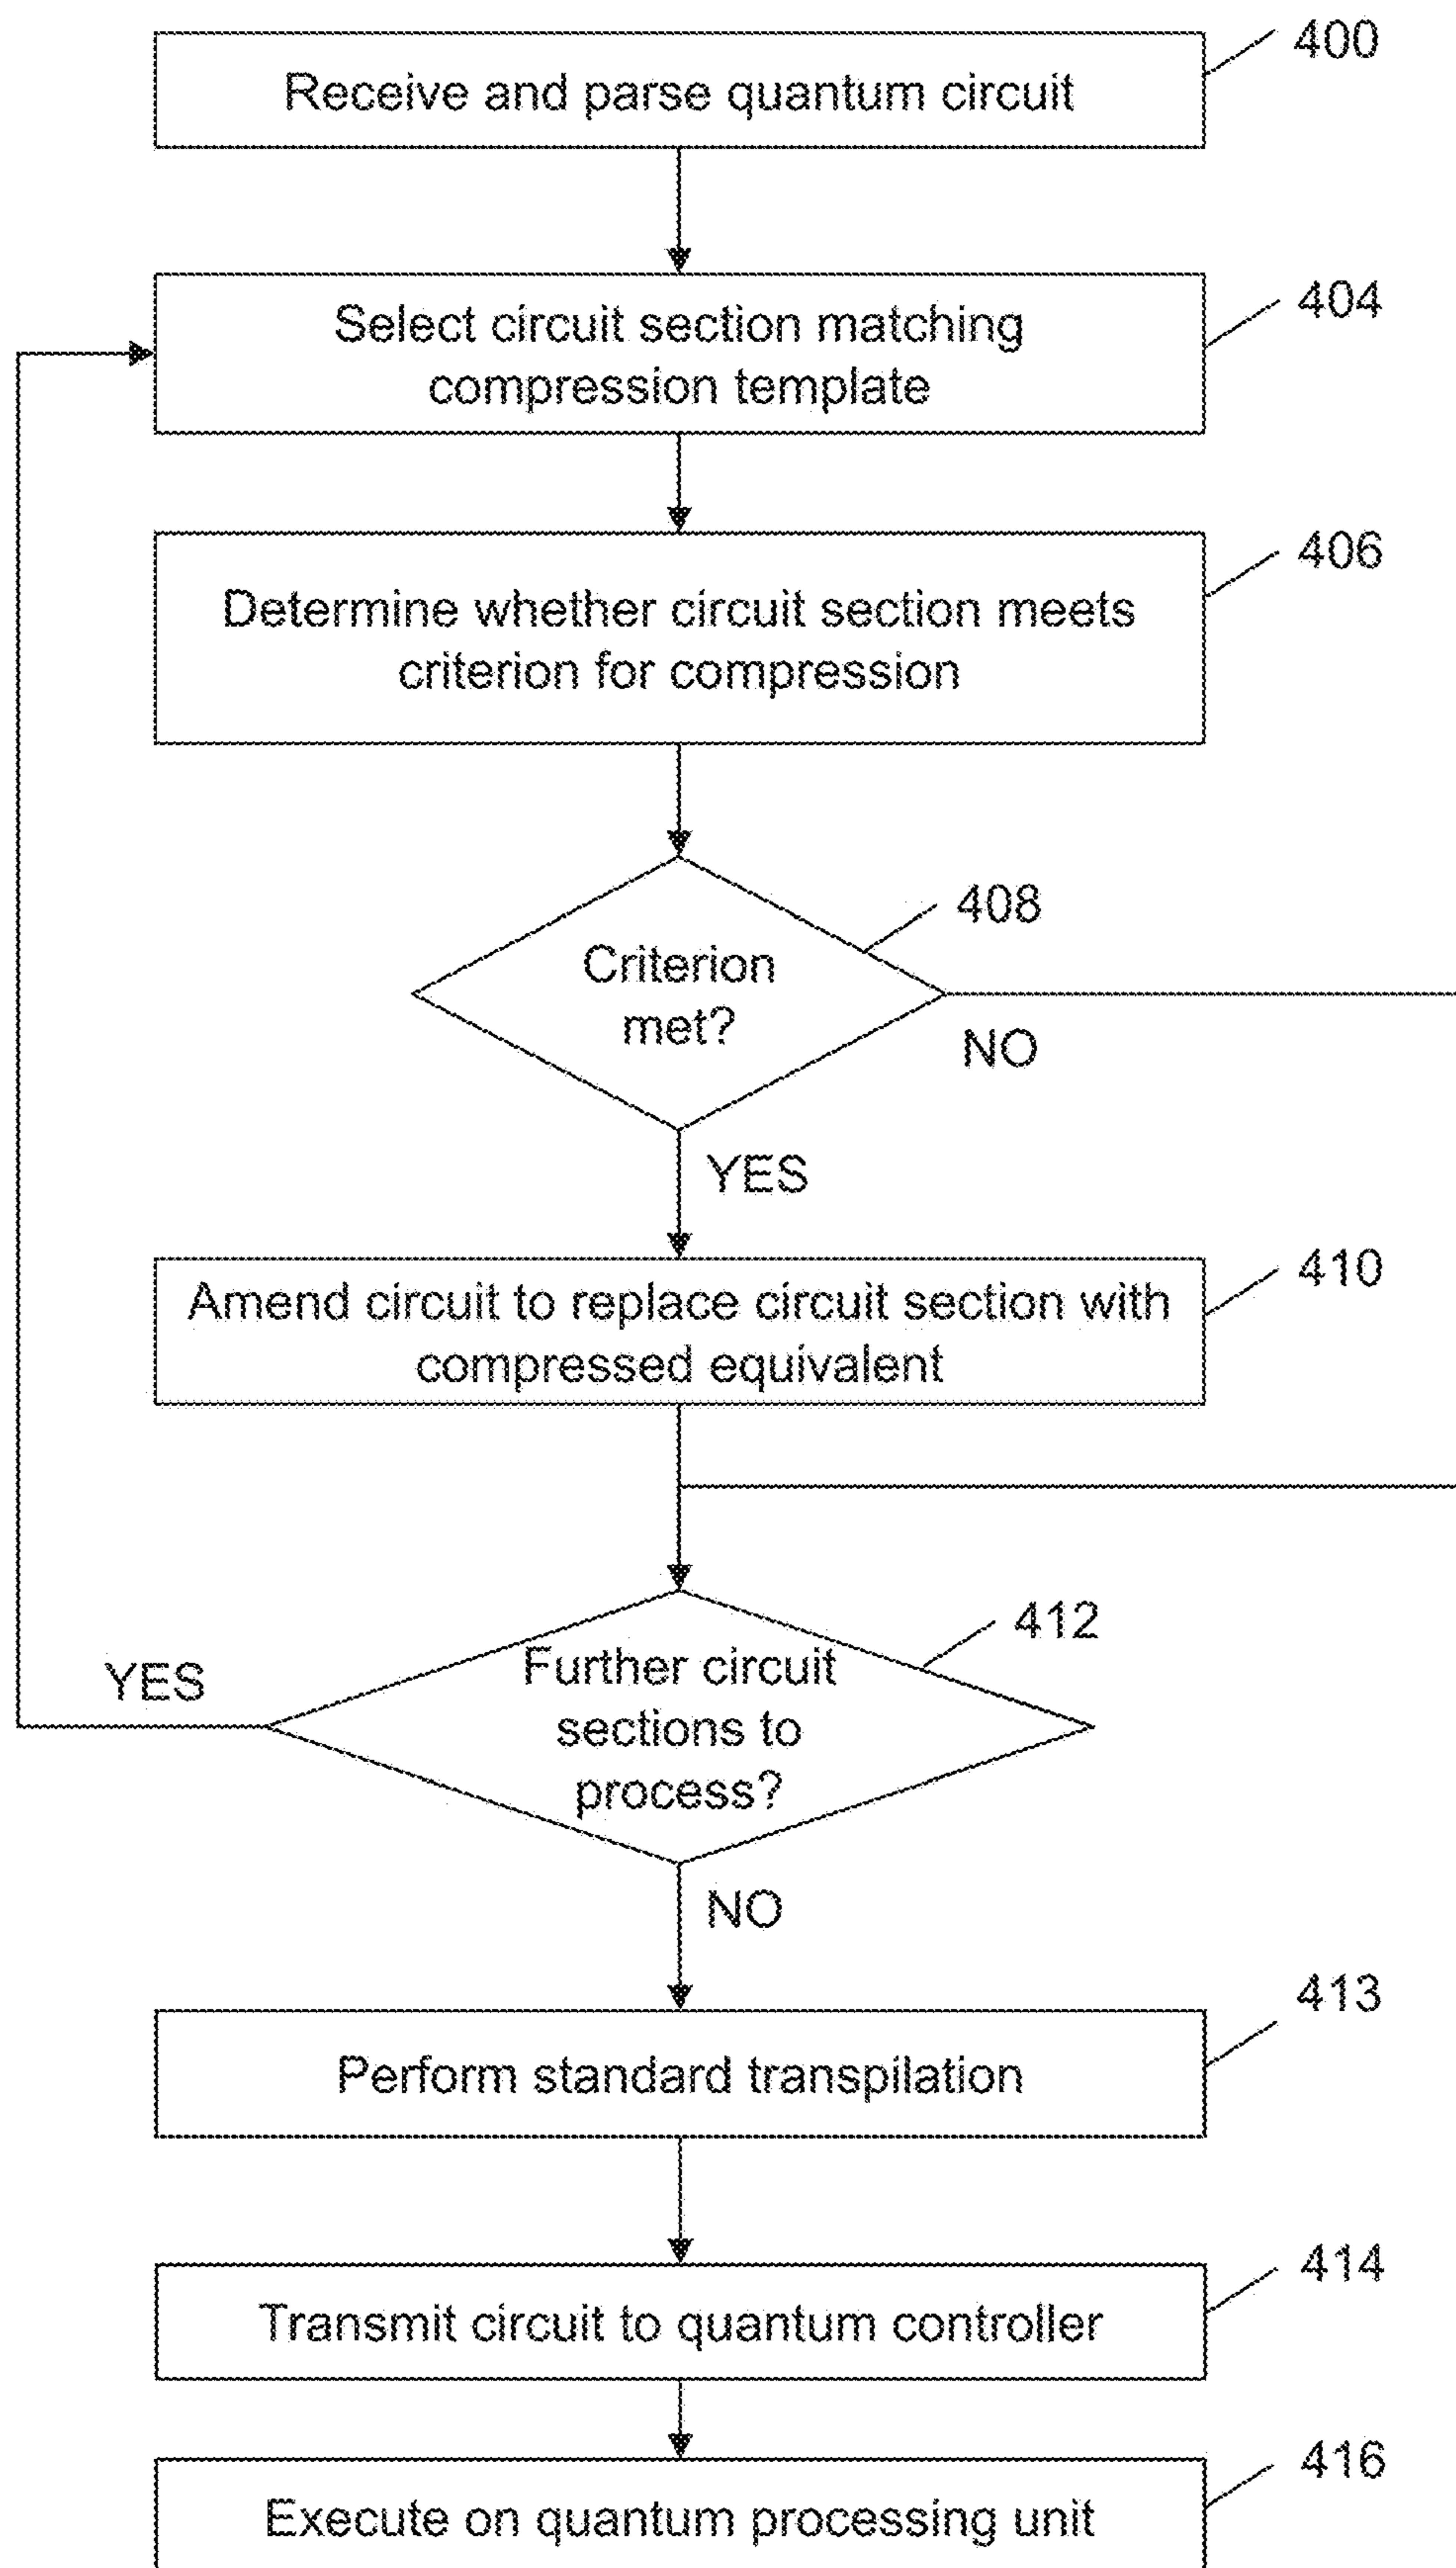 400
Receive and parse quantum circuit
404
Select circuit section matching
compression template
406
Determine whether circuit section meets
criterion for compression
408
Criterion
met?
NO
YES
410
Amend circuit to replace circuit section with
compressed equivalent
412
Further circuit
sections to
process?
YES
NO
413
Perform standard transpilation
414
Transmit circuit to quantum controller
416
Execute on quantum processing unit